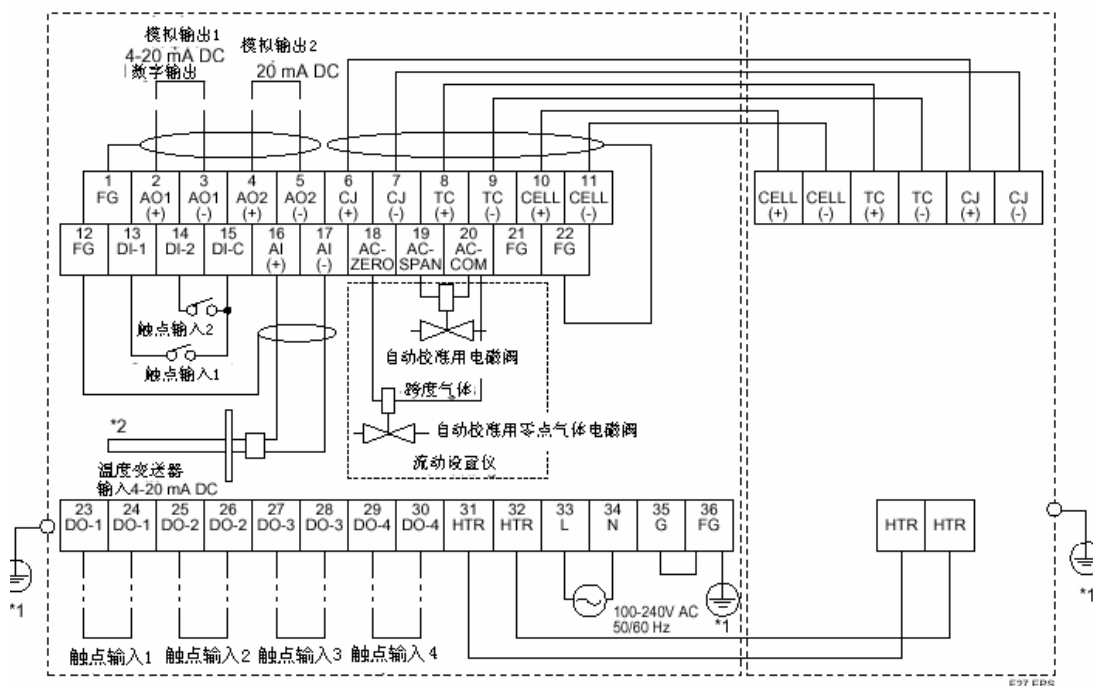 模拟输出1
4-20 mA DC
数字输出
模拟输出2
20 mA DC
1 FG
2 AO1 (+)
3 AO1 (-)
4 AO2 (+)
5 AO2 (-)
6 CJ (+)
7 CJ (-)
8 TC (+)
9 TC (-)
10 CELL (+)
11 CELL (-)
CELL (+)
CELL (-)
TC (+)
TC (-)
CJ (+)
CJ (-)
12 FG
13 DI-1
14 DI-2
15 DI-C
16 AI (+)
17 AI (-)
18 AC-ZERO
19 AC-SPAN
20 AC-COM
21 FG
22 FG
触点输入2
触点输入1
自动校准用电磁阀
跨度气体
自动校准用零点气体电磁阀
流动设置仪
*2
温度变送器
输入4-20 mA DC
23 DO-1
24 DO-1
25 DO-2
26 DO-2
27 DO-3
28 DO-3
29 DO-4
30 DO-4
31 HTR
32 HTR
33 L
34 N
35 G
36 FG
HTR
HTR
*1
100-240V AC
50/60 Hz
*1
*1
触点输入1
触点输入2
触点输入3
触点输入4
F27.EPS